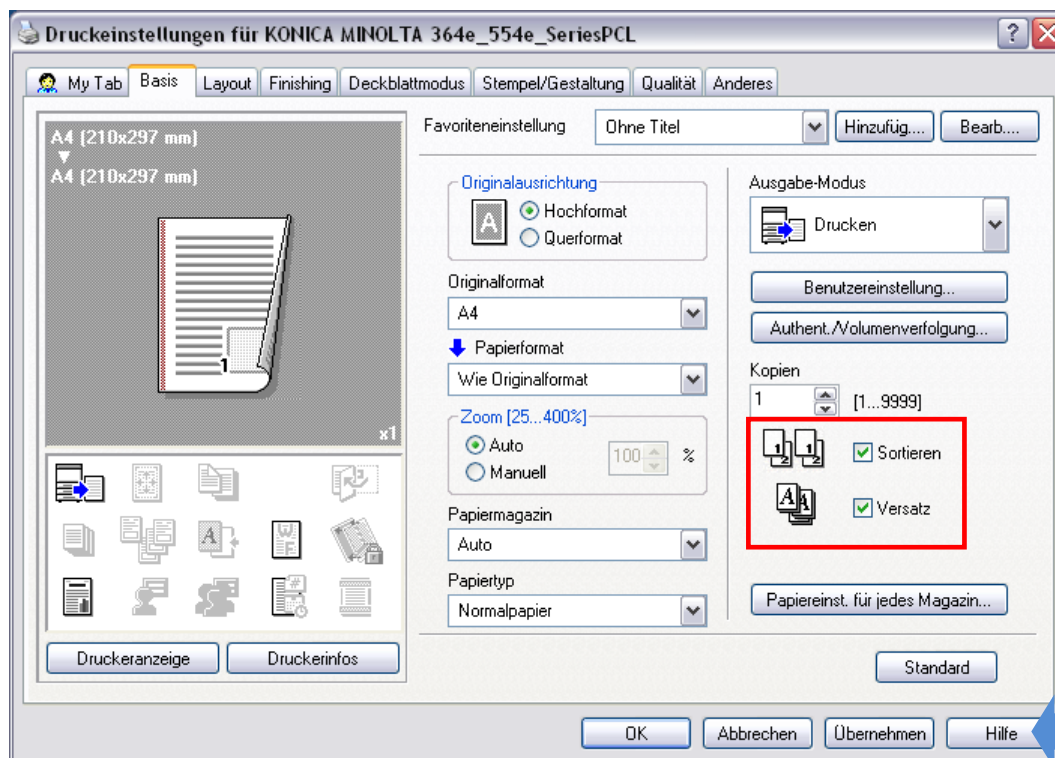 Druckeinstellungen für KONICA MINOLTA 364e_554e_SeriesPCL
My Tab Basis Layout Finishing Deckblattmodus Stempel/Gestaltung Qualität Anderes
A4 (210x297 mm)
A4 (210x297 mm)
1
x1
Druckeranzeige Druckerinfos
Favoriteneinstellung Ohne Titel Hinzufüg.... Bearb....
Originalausrichtung
A
Hochformat
Querformat
Originalformat
A4
Papierformat
Wie Originalformat
Zoom [25...400%]
Auto
Manuell
100 %
Papiermagazin
Auto
Papiertyp
Normalpapier
Ausgabe-Modus
Drucken
Benutzereinstellung...
Authent./Volumenverfolgung...
Kopien
1 [1...9999]
Sortieren
Versatz
Papiereinst. für jedes Magazin...
Standard
OK Abbrechen Übernehmen Hilfe